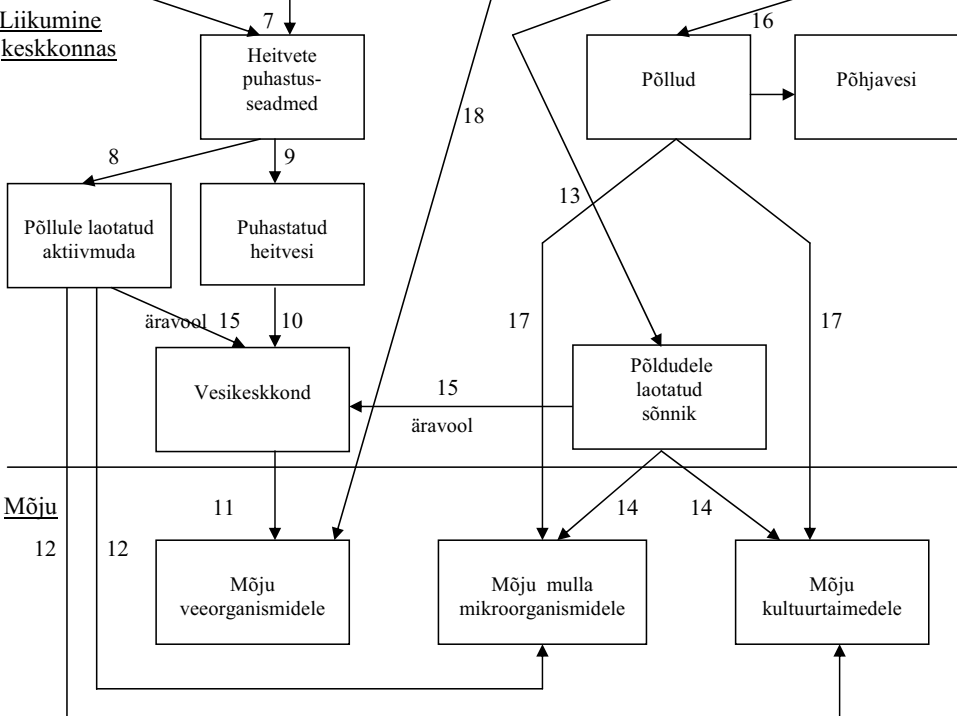 Liikumine
keskkonnas
7
16
Heitvete
puhastus-
seadmed
Põllud
Põhjavesi
18
8
9
13
Põllule laotatud
aktiivmuda
Puhastatud
heitvesi
äravool 15
10
17
17
Vesikeskkond
15
äravool
Põldudele
laotatud
sõnnik
Mõju
11
14
14
12
12
Mõju
veeorganismidele
Mõju mulla
mikroorganismidele
Mõju
kultuurtaimedele